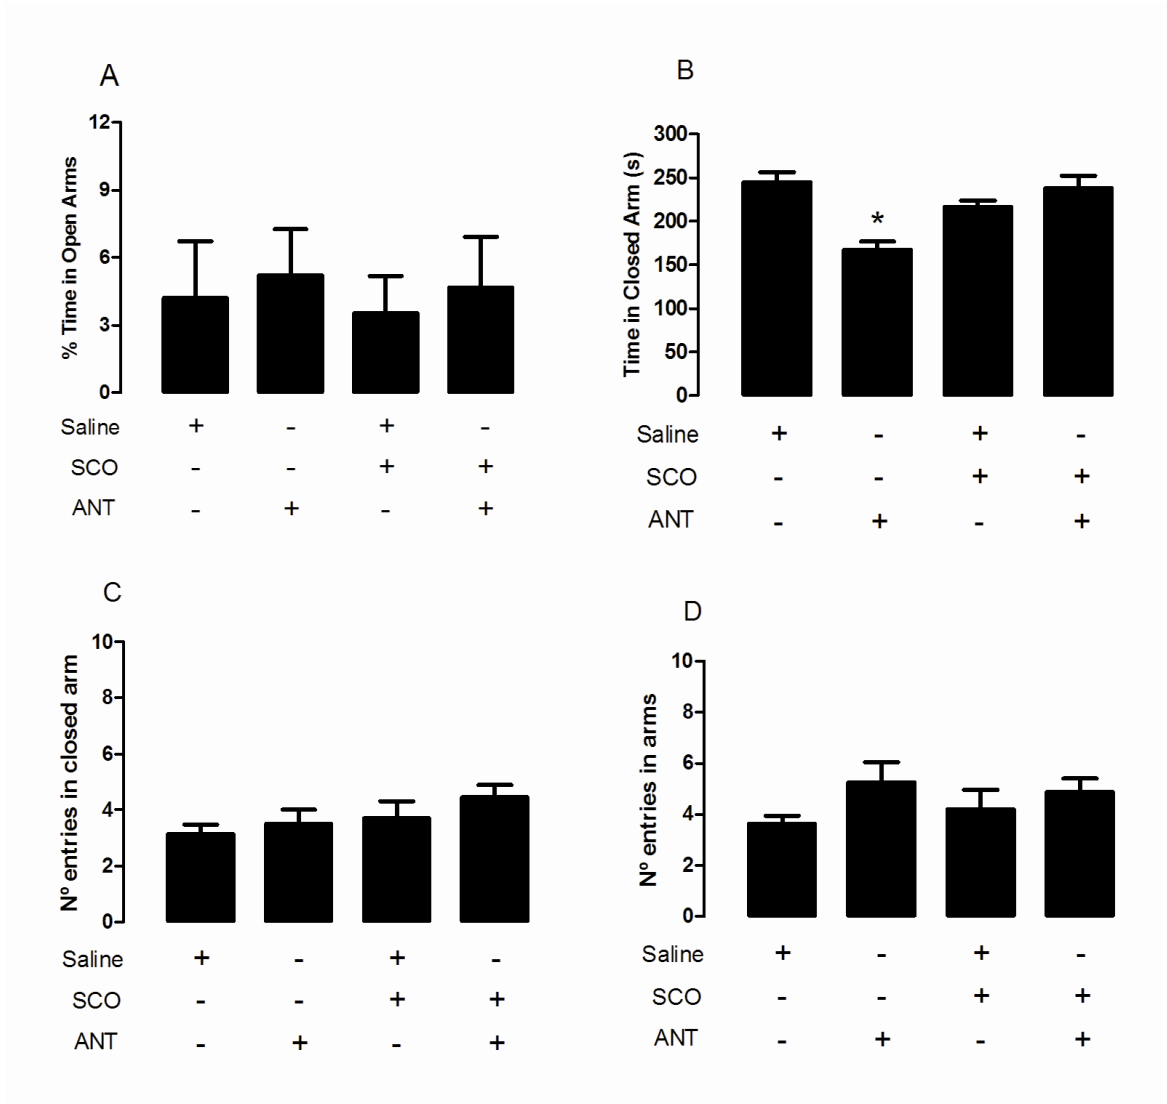 A
% Time in Open Arms
12
9
6
3
0
Saline + - + -
SCO - - + +
ANT - + - +
B
Time in Closed Arm (s)
300
250
200
150
100
50
0
*
Saline + - + -
SCO - - + +
ANT - + - +
C
Nº entries in closed arm
10
8
6
4
2
0
Saline + - + -
SCO - - + +
ANT - + - +
D
Nº entries in arms
10
8
6
4
2
0
Saline + - + -
SCO - - + +
ANT - + - +